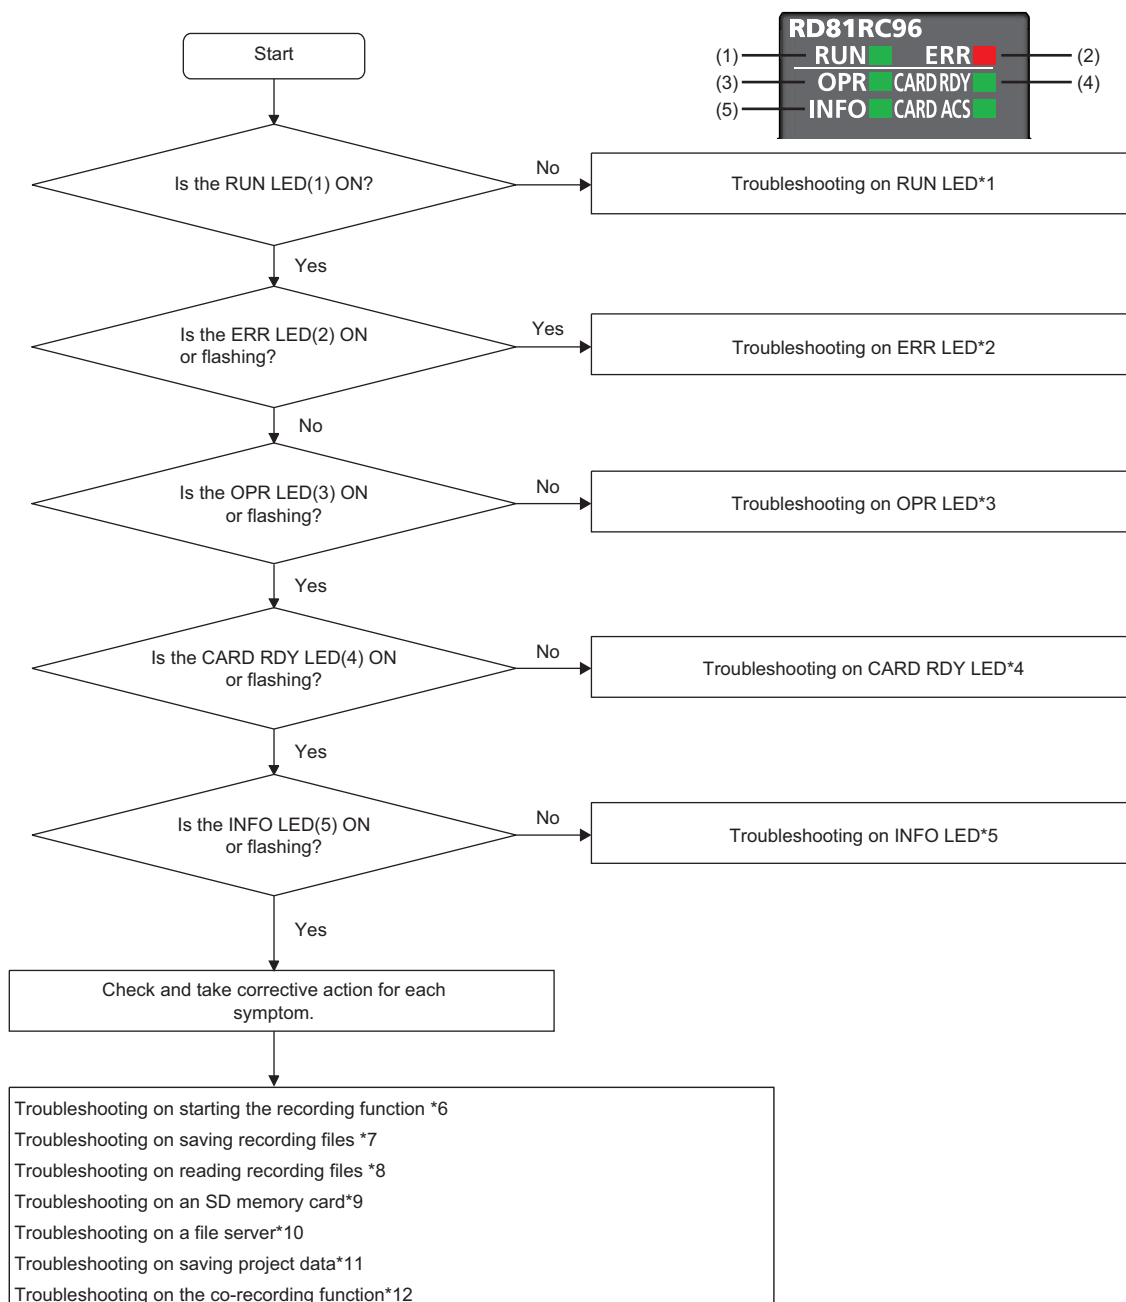 Start
RD81RC96
(1) RUN ERR (2)
(3) OPR CARD RDY (4)
(5) INFO CARD ACS
Is the RUN LED(1) ON?
No
Troubleshooting on RUN LED*1
Yes
Is the ERR LED(2) ON
or flashing?
Yes
Troubleshooting on ERR LED*2
No
Is the OPR LED(3) ON
or flashing?
No
Troubleshooting on OPR LED*3
Yes
Is the CARD RDY LED(4) ON
or flashing?
No
Troubleshooting on CARD RDY LED*4
Yes
Is the INFO LED(5) ON
or flashing?
No
Troubleshooting on INFO LED*5
Yes
Check and take corrective action for each
symptom.
Troubleshooting on starting the recording function *6
Troubleshooting on saving recording files *7
Troubleshooting on reading recording files *8
Troubleshooting on an SD memory card*9
Troubleshooting on a file server*10
Troubleshooting on saving project data*11
Troubleshooting on the co-recording function*12